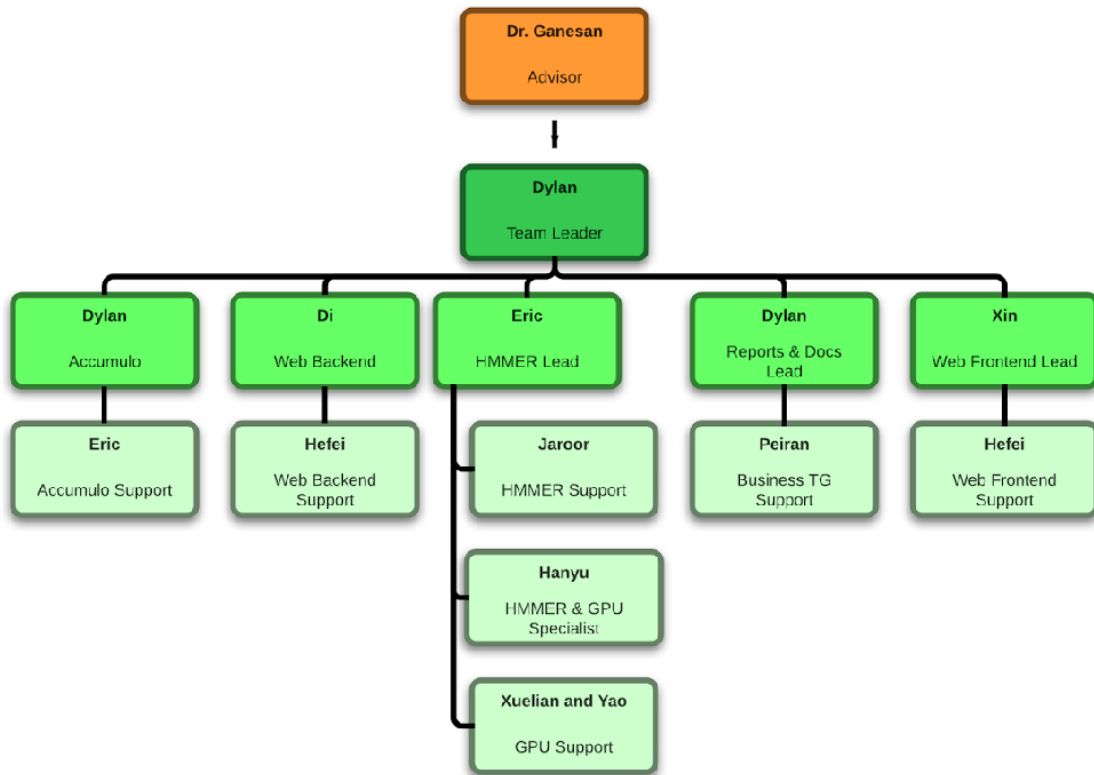 Dr. Ganesan
Advisor
Dylan
Team Leader
Dylan
Accumulo
Di
Web Backend
Eric
HMMER Lead
Dylan
Reports & Docs
Lead
Xin
Web Frontend Lead
Eric
Accumulo Support
Hefei
Web Backend
Support
Jaroor
HMMER Support
Peiran
Business TG
Support
Hefei
Web Frontend
Support
Hanyu
HMMER & GPU
Specialist
Xuelian and Yao
GPU Support